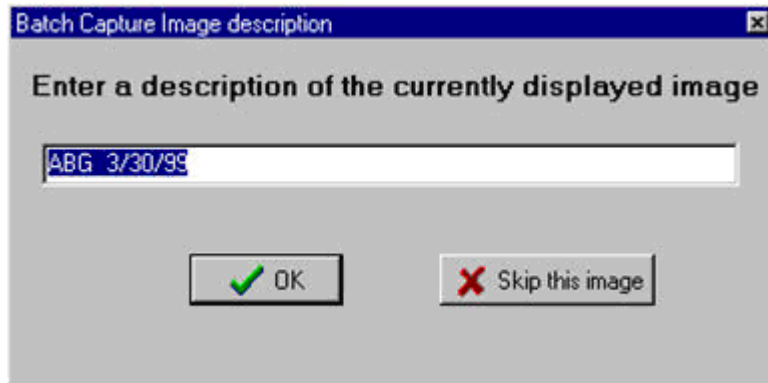 Batch Capture Image description
Enter a description of the currently displayed image
ABG 3/30/99
OK
Skip this image